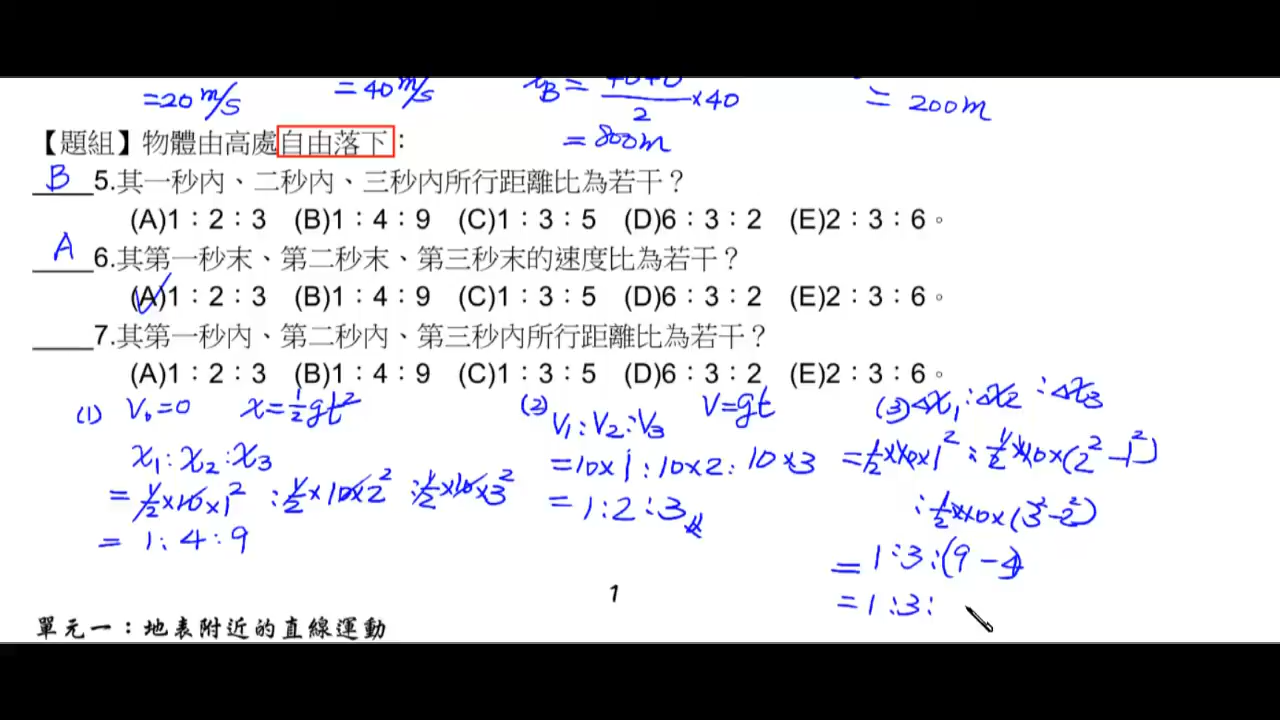 =20 m/s = 40 m/s xB = 40+0/2 ×40 = 200m
= 800m
【題組】物體由高處自由落下：
B 5.其一秒內、二秒內、三秒內所行距離比為若干？
(A)1：2：3 (B)1：4：9 (C)1：3：5 (D)6：3：2 (E)2：3：6。
A 6.其第一秒末、第二秒末、第三秒末的速度比為若干？
(A)1：2：3 (B)1：4：9 (C)1：3：5 (D)6：3：2 (E)2：3：6。
____7.其第一秒內、第二秒內、第三秒內所行距離比為若干？
(A)1：2：3 (B)1：4：9 (C)1：3：5 (D)6：3：2 (E)2：3：6。
(1) V₀=0 x=½gt²
x₁:x₂:x₃
=½×10×1² :½×10×2² :½×10×3²
= 1:4:9
(2) V=gt
V₁:V₂:V₃
=10×1:10×2:10×3
=1:2:3
(3) Δx₁:Δx₂:Δx₃
=½×10×1² :½×10×(2²-1²)
:½×10×(3²-2²)
=1:3:(9-4)
=1:3:
1
單元一：地表附近的直線運動